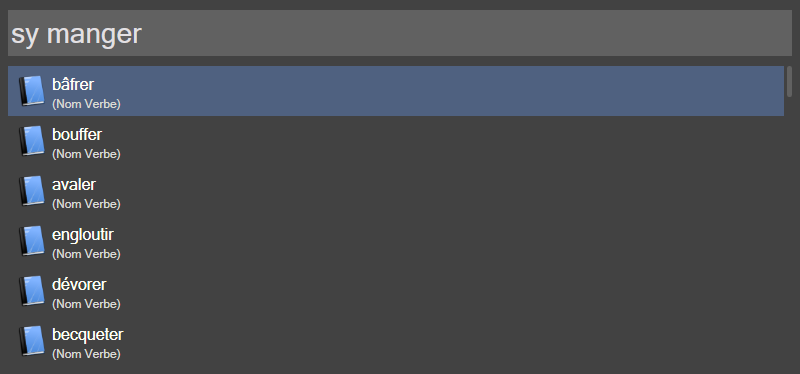 sy manger
bâfrer
(Nom Verbe)
bouffer
(Nom Verbe)
avaler
(Nom Verbe)
engloutir
(Nom Verbe)
dévorer
(Nom Verbe)
becqueter
(Nom Verbe)